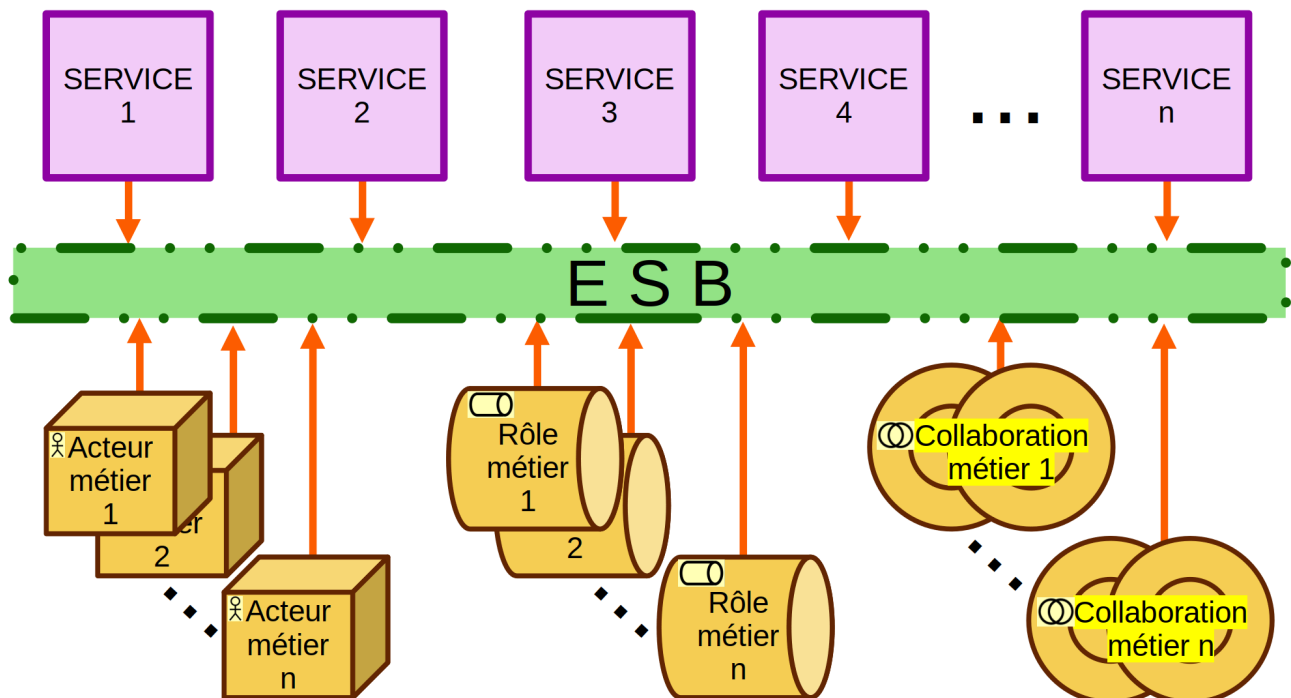 SERVICE
1
SERVICE
2
SERVICE
3
SERVICE
4
...
SERVICE
n
E S B
Acteur
métier
1
2
Acteur
métier
n
Rôle
métier
1
2
Rôle
métier
n
Collaboration
métier 1
Collaboration
métier n